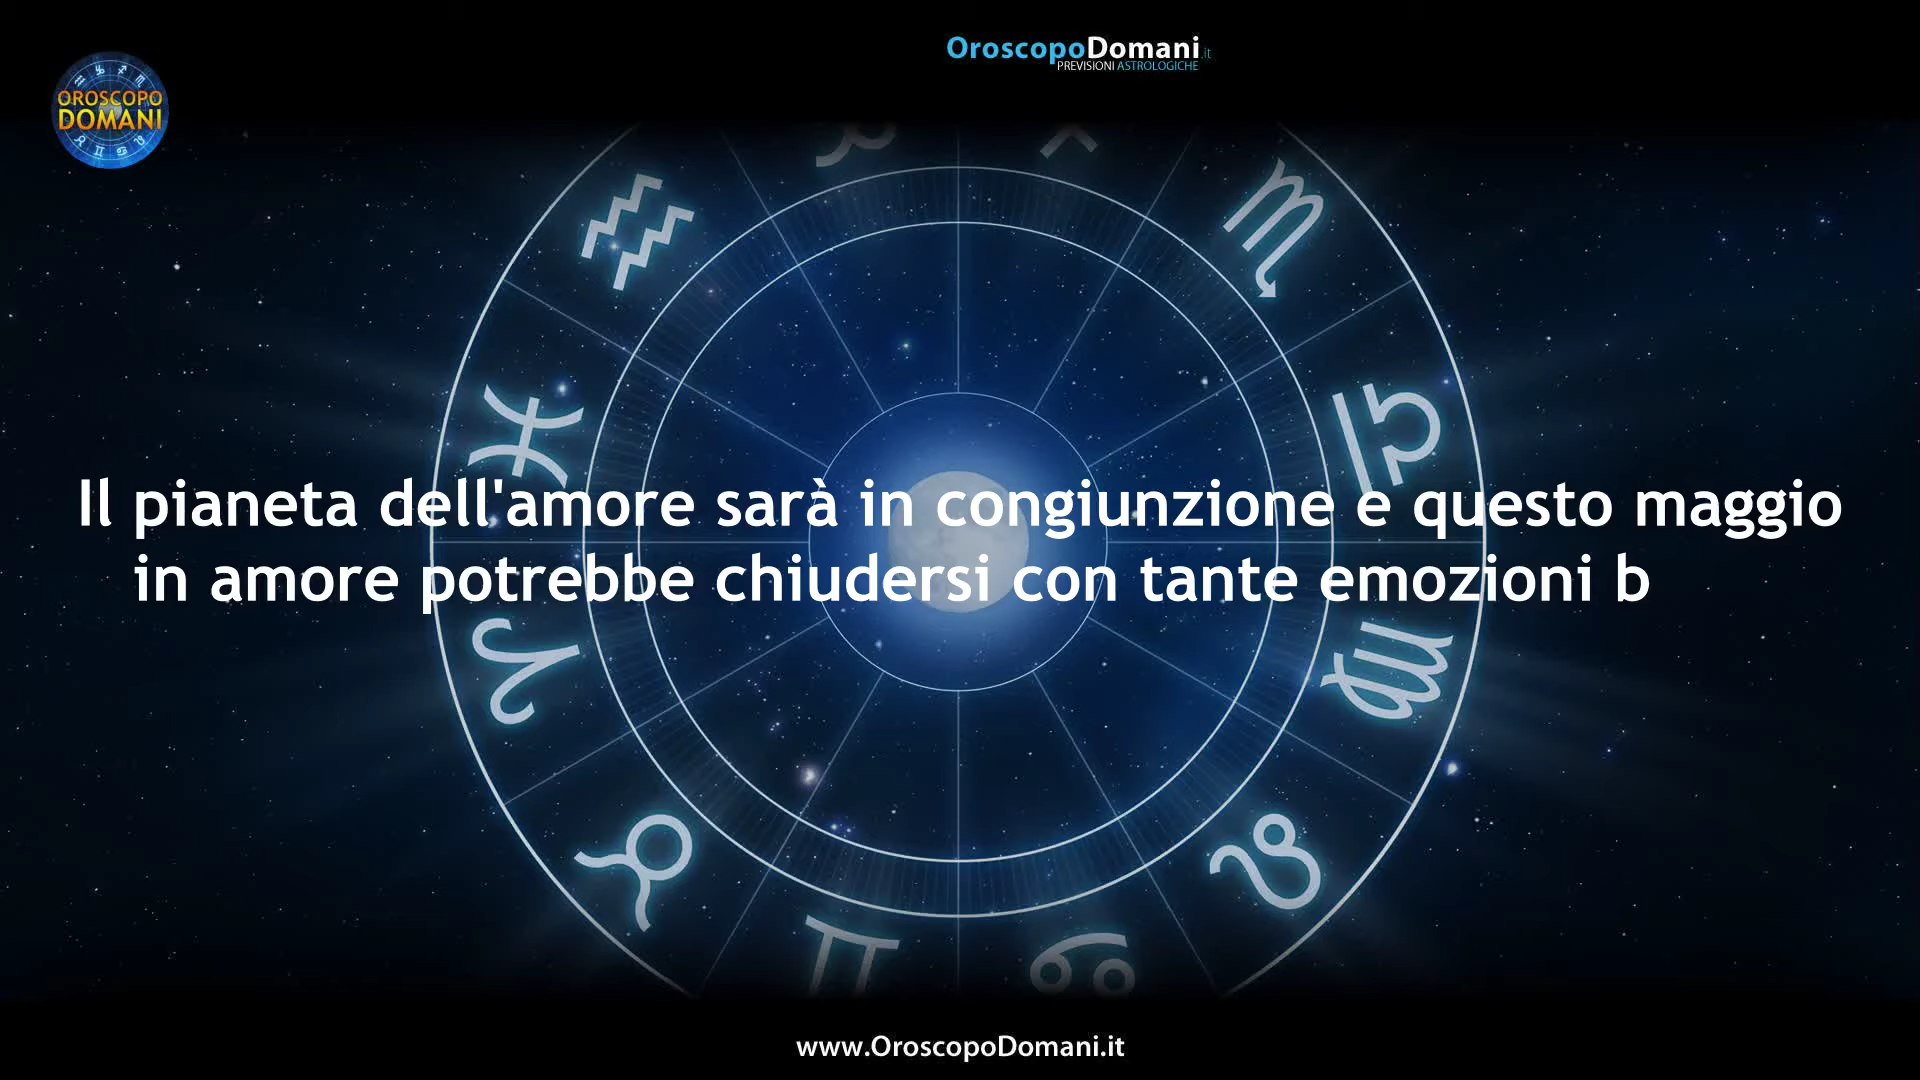 OroscopoDomani.it
PREVISIONI ASTROLOGICHE
OROSCOPO
DOMANI
Il pianeta dell'amore sarà in congiunzione e questo maggio
in amore potrebbe chiudersi con tante emozioni b
www.OroscopoDomani.it